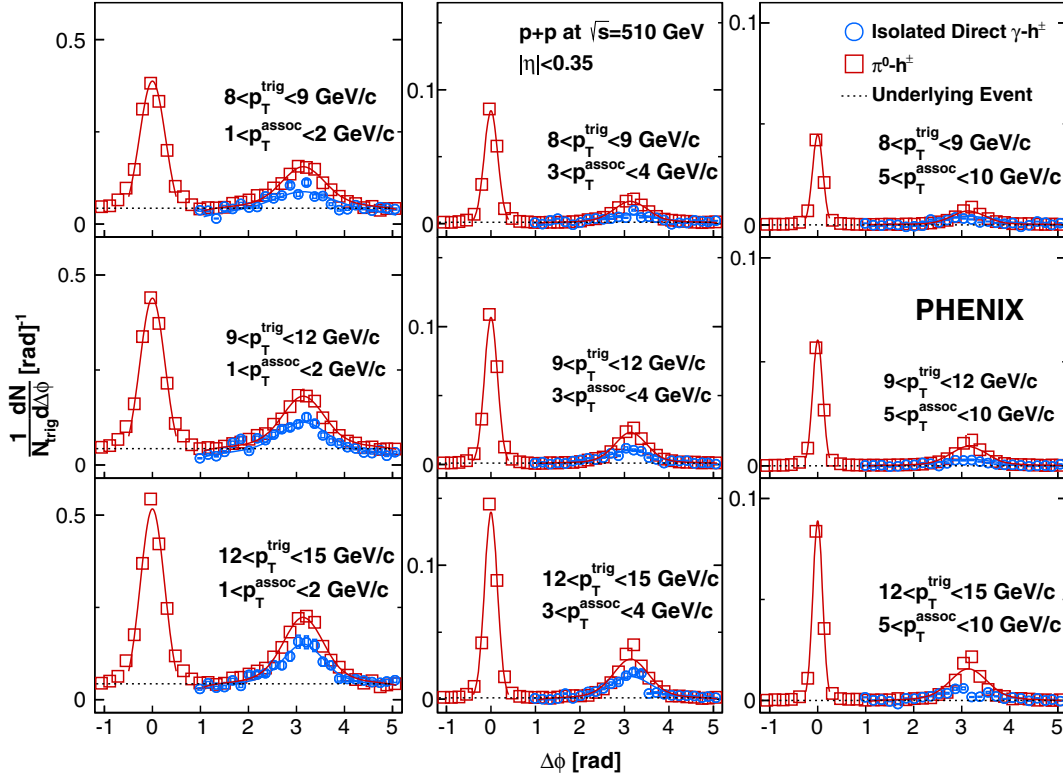 p+p at √s=510 GeV
|η|<0.35
Isolated Direct γ-h±
π⁰-h±
Underlying Event
8<p_T^trig<9 GeV/c
1<p_T^assoc<2 GeV/c
8<p_T^trig<9 GeV/c
3<p_T^assoc<4 GeV/c
8<p_T^trig<9 GeV/c
5<p_T^assoc<10 GeV/c
0.5
0
0.1
0
0.1
0
PHENIX
9<p_T^trig<12 GeV/c
1<p_T^assoc<2 GeV/c
9<p_T^trig<12 GeV/c
3<p_T^assoc<4 GeV/c
9<p_T^trig<12 GeV/c
5<p_T^assoc<10 GeV/c
0.5
0
0.1
0
0.1
0
1/N_trig dN/dΔϕ [rad]⁻¹
12<p_T^trig<15 GeV/c
1<p_T^assoc<2 GeV/c
12<p_T^trig<15 GeV/c
3<p_T^assoc<4 GeV/c
12<p_T^trig<15 GeV/c
5<p_T^assoc<10 GeV/c
0.5
0
0.1
0
0.1
0
-1 0 1 2 3 4 5
-1 0 1 2 3 4 5
-1 0 1 2 3 4 5
Δϕ [rad]